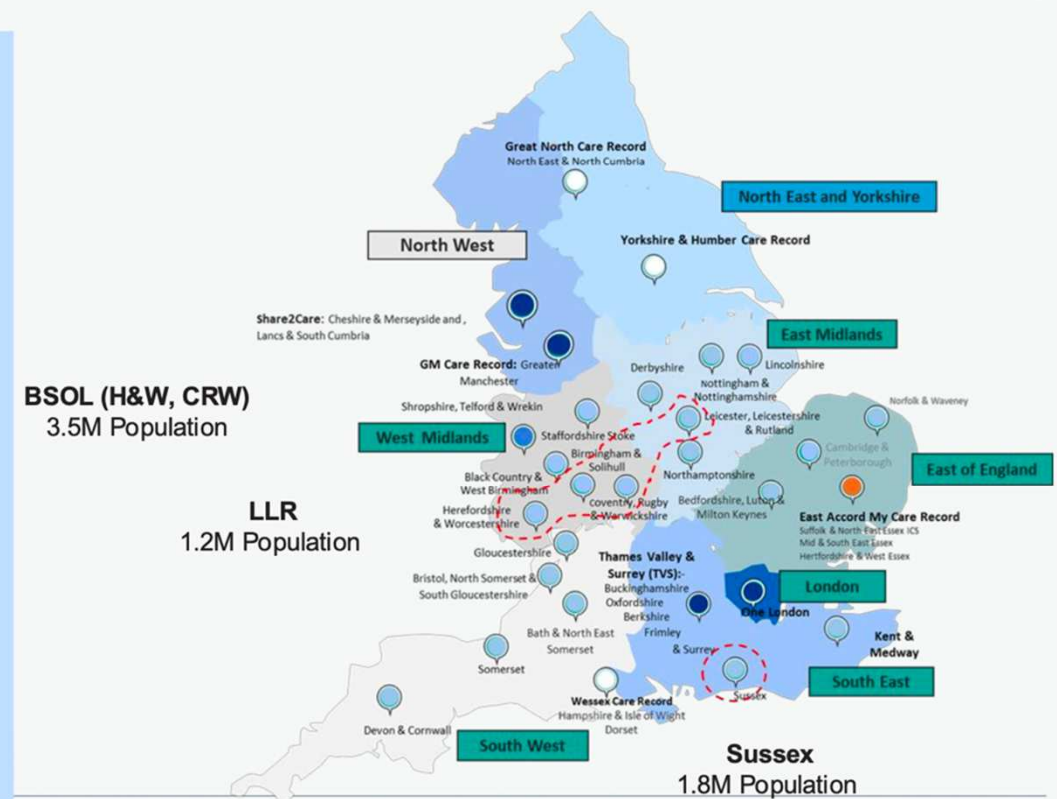 Great North Care Record
North East & North Cumbria
North East and Yorkshire
North West
Yorkshire & Humber Care Record
Share2Care: Cheshire & Merseyside and ,
Lancs & South Cumbria
East Midlands
GM Care Record: Greater
Manchester
Derbyshire
Lincolnshire
Nottingham &
Nottinghamshire
BSOL (H&W, CRW)
3.5M Population
Shropshire, Telford & Wrekin
Leicester, Leicestershire
& Rutland
Norfolk & Waveney
West Midlands
Staffordshire Stoke
Birmingham &
Solihull
Cambridge &
Peterborough
East of England
Black Country &
West Birmingham
Northamptonshire
Herefordshire
& Worcestershire
coventry, Rugby
& Warwickshire
Bedfordshire, Luton &
Milton Keynes
LLR
1.2M Population
East Accord My Care Record
Suffolk & North East Essex ICS
Mid & South East Essex
Hertfordshire & West Essex
Gloucestershire
Thames Valley &
Surrey (TVS):-
Buckinghamshire
Oxfordshire
Berkshire
Frimley
& Surrey
Bristol, North Somerset &
South Gloucestershire
London
One London
Bath & North East
Somerset
Kent &
Medway
Somerset
South East
Sussex
Wessex Care Record
Hampshire & Isle of Wight
Dorset
Devon & Cornwall
South West
Sussex
1.8M Population